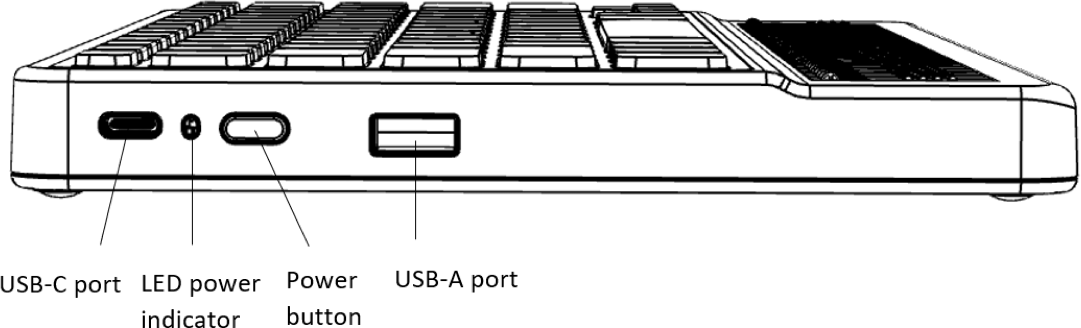 USB-C port
LED power
indicator
Power
button
USB-A port